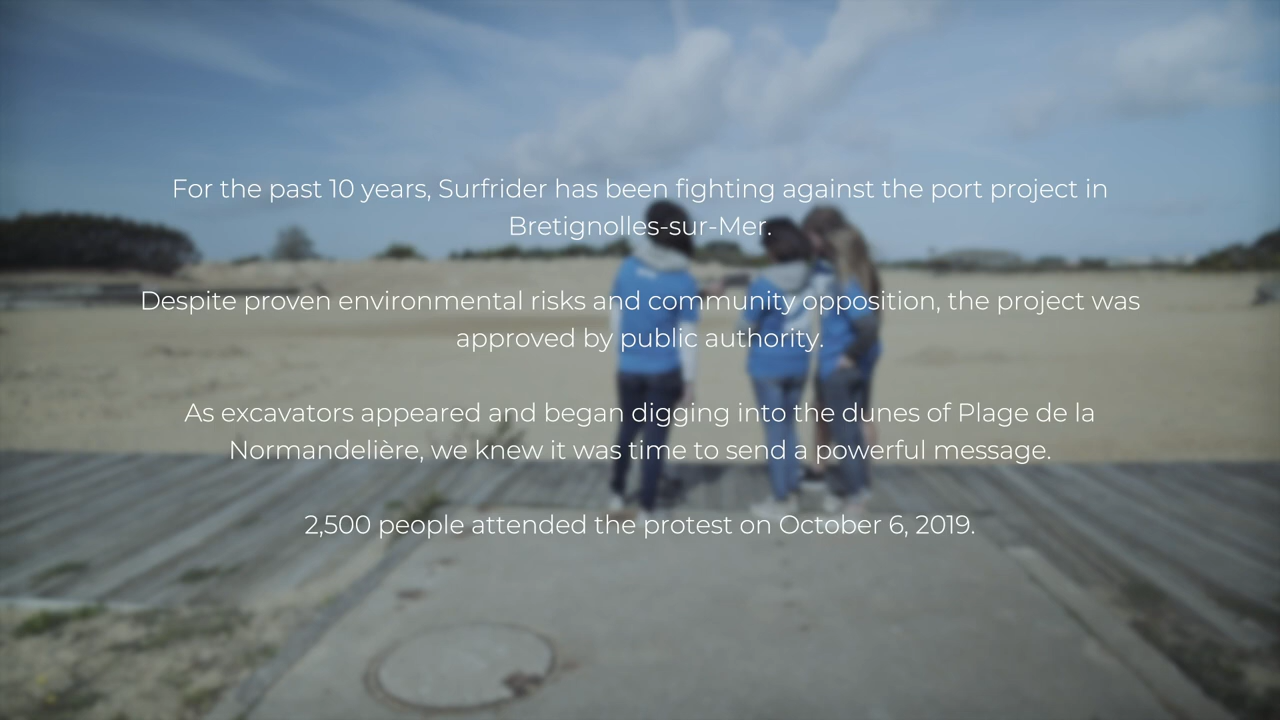 For the past 10 years, Surfrider has been fighting against the port project in
Bretignolles-sur-Mer.
Despite proven environmental risks and community opposition, the project was
approved by public authority.
As excavators appeared and began digging into the dunes of Plage de la
Normandelière, we knew it was time to send a powerful message.
2,500 people attended the protest on October 6, 2019.